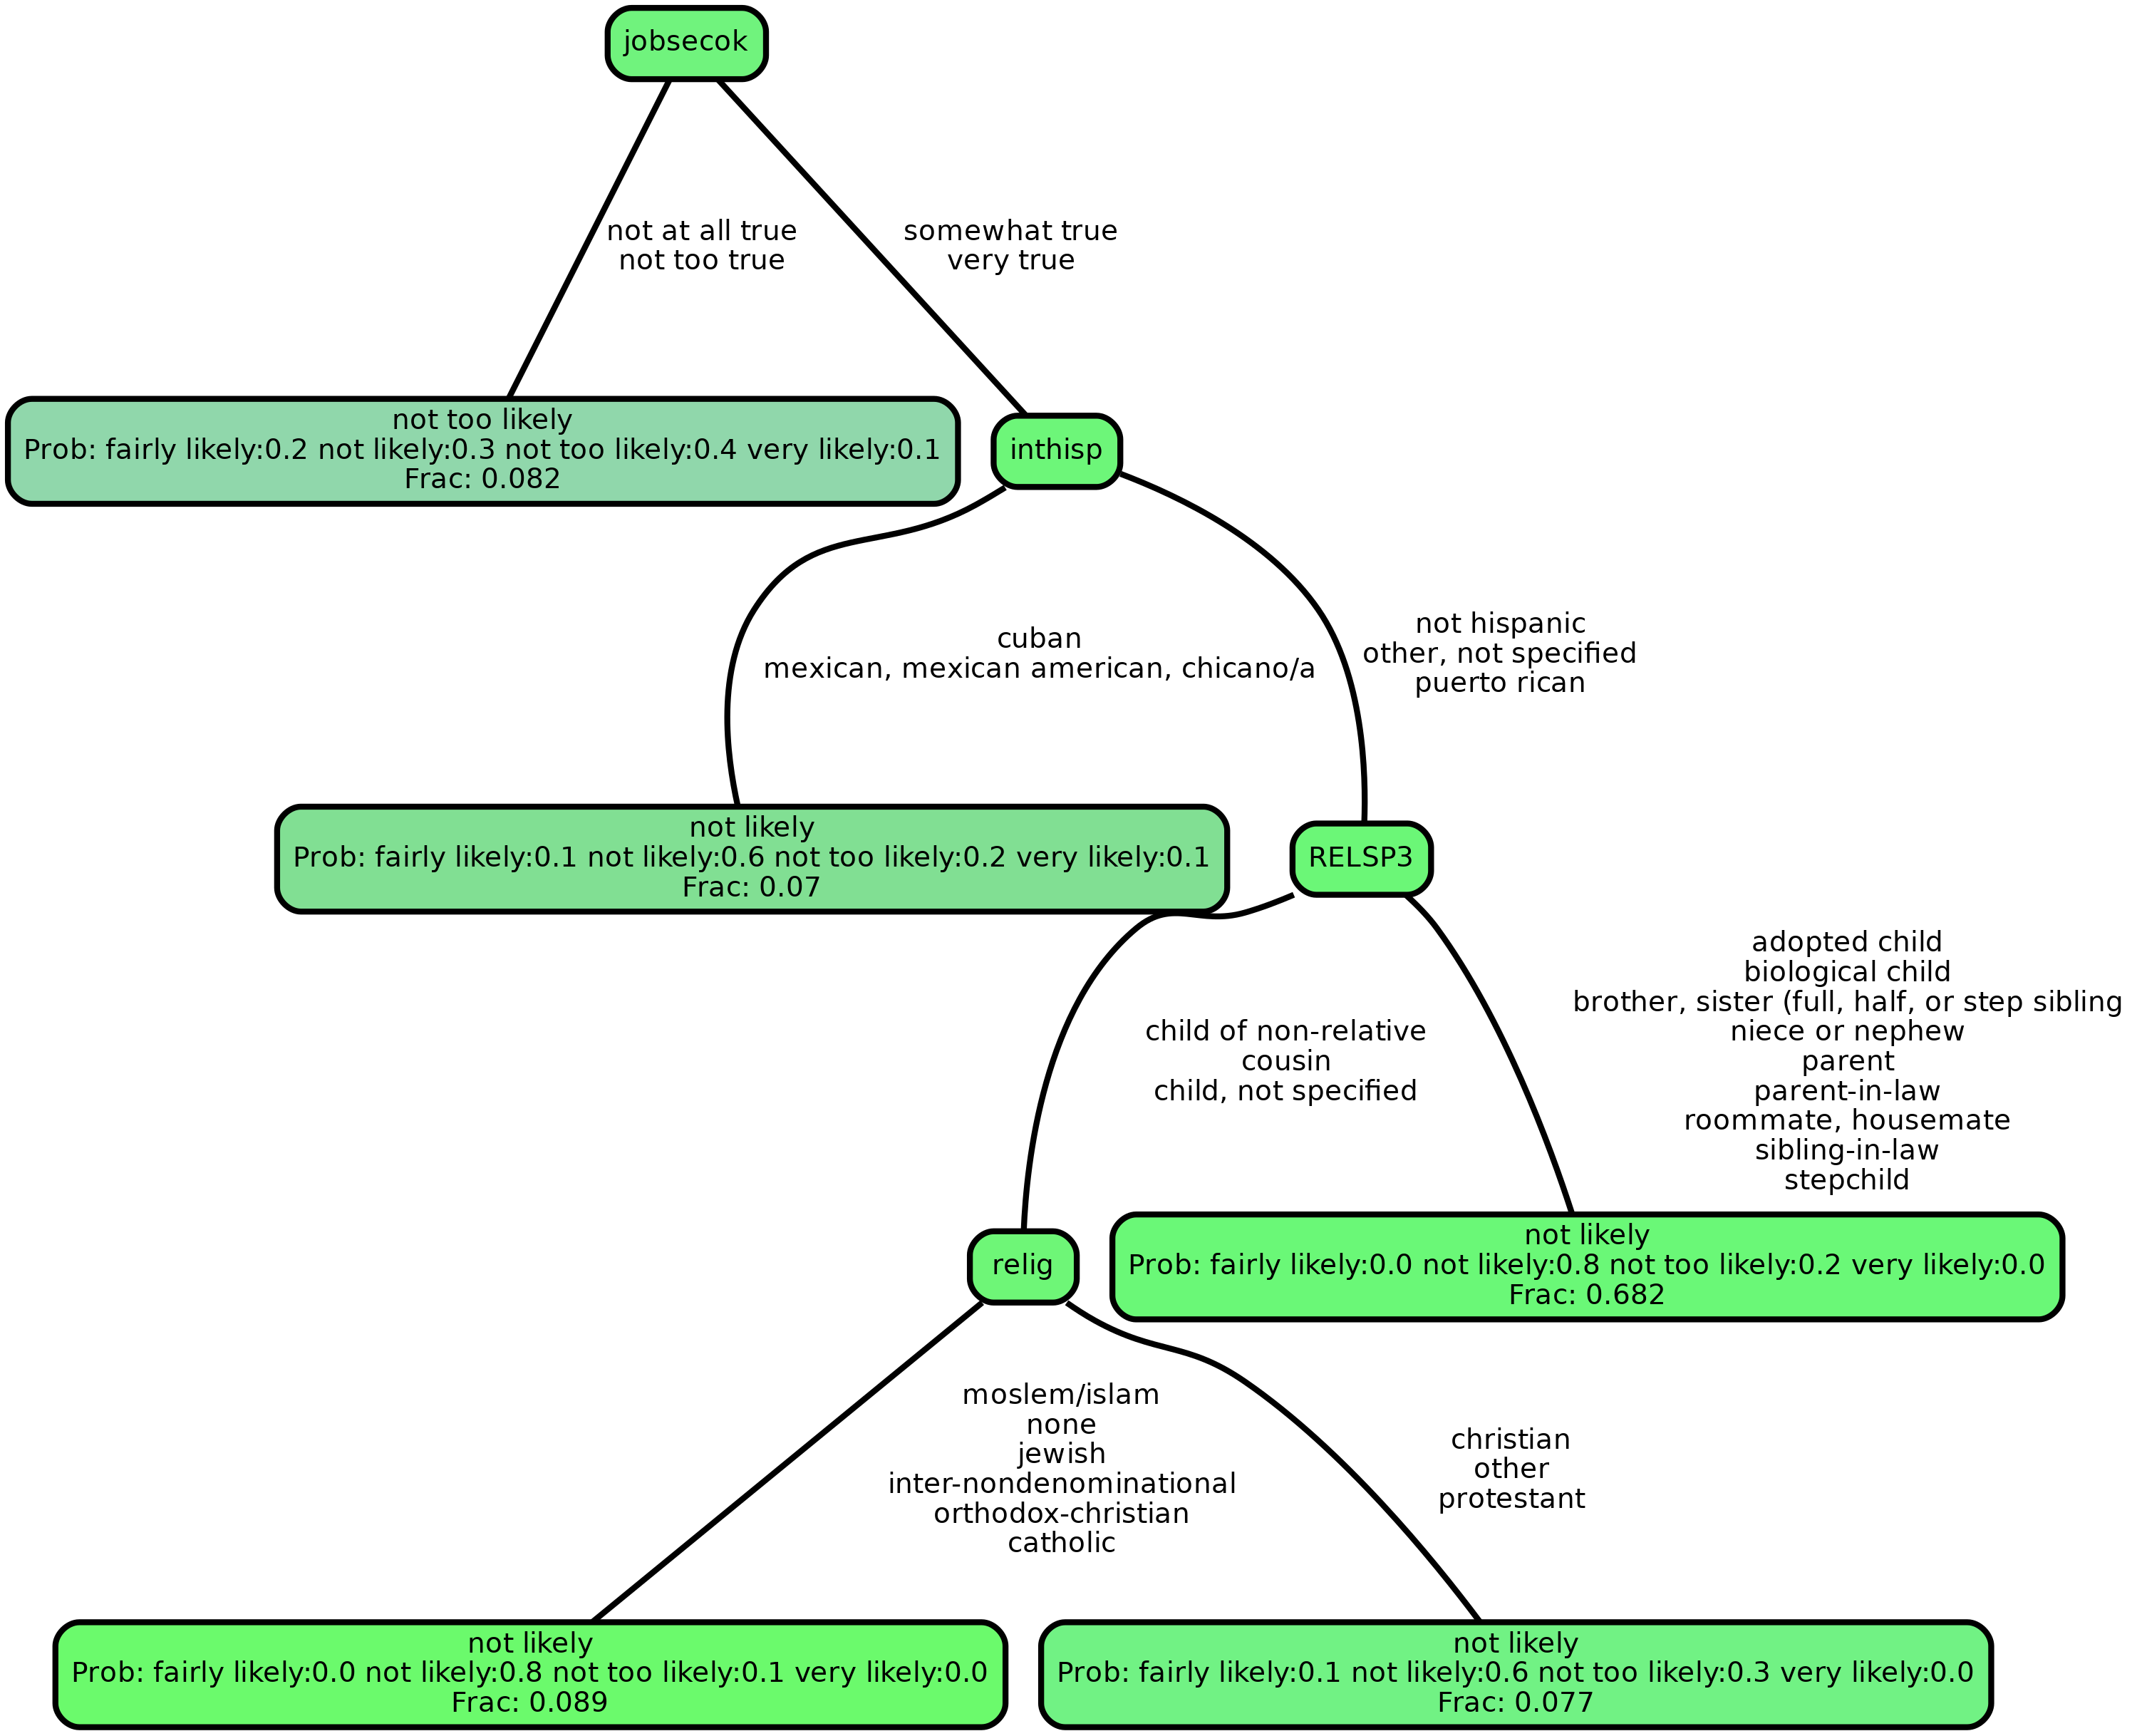 jobsecok
not at all true
not too true
somewhat true
very true
not too likely
Prob: fairly likely:0.2 not likely:0.3 not too likely:0.4 very likely:0.1
Frac: 0.082
inthisp
cuban
mexican, mexican american, chicano/a
not hispanic
other, not specified
puerto rican
not likely
Prob: fairly likely:0.1 not likely:0.6 not too likely:0.2 very likely:0.1
Frac: 0.07
RELSP3
child of non-relative
cousin
child, not specified
adopted child
biological child
brother, sister (full, half, or step sibling
niece or nephew
parent
parent-in-law
roommate, housemate
sibling-in-law
stepchild
relig
not likely
Prob: fairly likely:0.0 not likely:0.8 not too likely:0.2 very likely:0.0
Frac: 0.682
moslem/islam
none
jewish
inter-nondenominational
orthodox-christian
catholic
christian
other
protestant
not likely
Prob: fairly likely:0.0 not likely:0.8 not too likely:0.1 very likely:0.0
Frac: 0.089
not likely
Prob: fairly likely:0.1 not likely:0.6 not too likely:0.3 very likely:0.0
Frac: 0.077